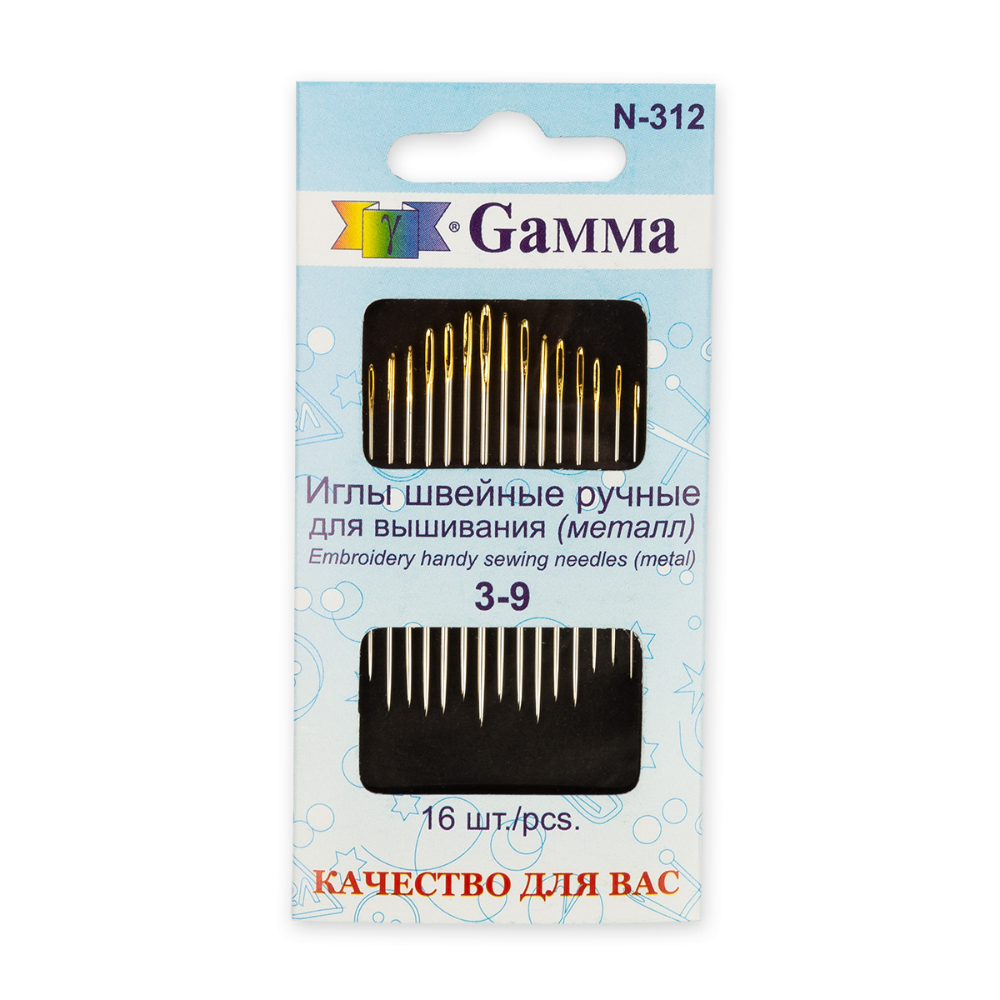 N-312
γ ® Gамма
Иглы швейные ручные
для вышивания (металл)
Embroidery handy sewing needles (metal)
3-9
16 шт./pcs.
КАЧЕСТВО ДЛЯ ВАС